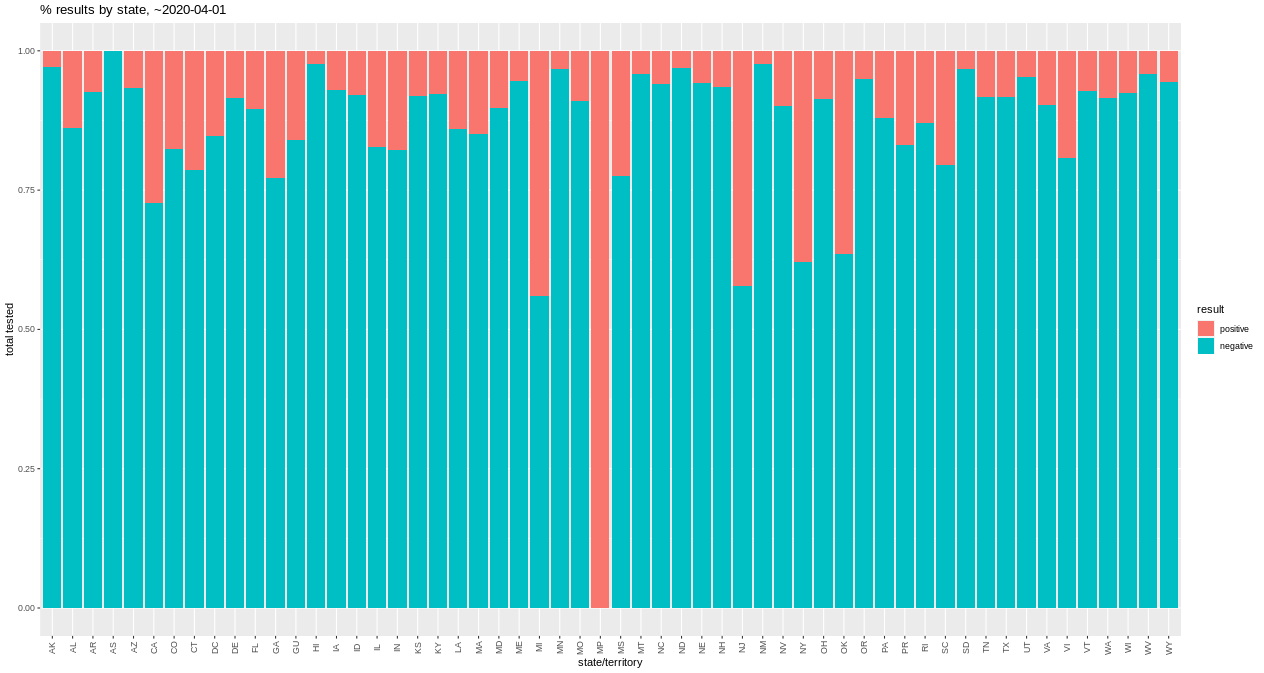 % results by state, ~2020-04-01
1.00
0.75
0.50
0.25
0.00
total tested
AK AL AR AS AZ CA CO CT DC DE FL GA GU HI IA ID IL IN KS KY LA MA MD ME MI MN MO MP MS MT NC ND NE NH NJ NM NV NY OH OK OR PA PR RI SC SD TN TX UT VA VI VT WA WI WV WY
state/territory
result
positive
negative